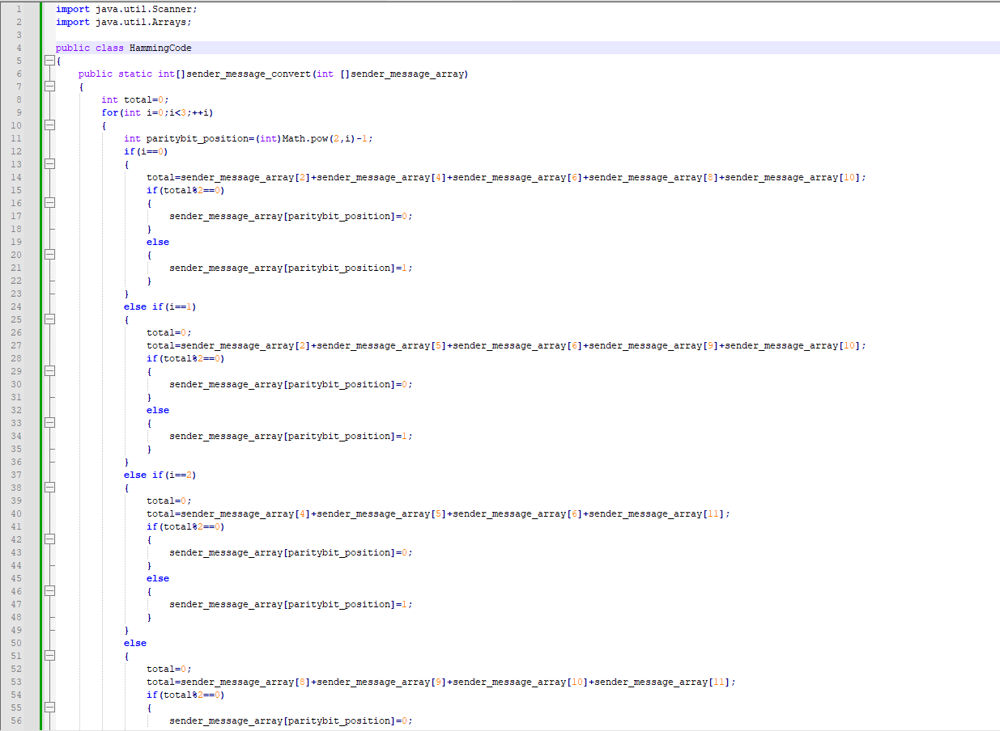 1 import java.util.Scanner;
2 import java.util.Arrays;
3
4 public class HammingCode
5 {
6 public static int[]sender_message_convert(int []sender_message_array)
7 {
8 int total=0;
9 for(int i=0;i<3;++i)
10 {
11 int paritybit_position=(int)Math.pow(2,i)-1;
12 if(i==0)
13 {
14 total=sender_message_array[2]+sender_message_array[4]+sender_message_array[6]+sender_message_array[8]+sender_message_array[10];
15 if(total%2==0)
16 {
17 sender_message_array[paritybit_position]=0;
18 }
19 else
20 {
21 sender_message_array[paritybit_position]=1;
22 }
23 }
24 else if(i==1)
25 {
26 total=0;
27 total=sender_message_array[2]+sender_message_array[5]+sender_message_array[6]+sender_message_array[9]+sender_message_array[10];
28 if(total%2==0)
29 {
30 sender_message_array[paritybit_position]=0;
31 }
32 else
33 {
34 sender_message_array[paritybit_position]=1;
35 }
36 }
37 else if(i==2)
38 {
39 total=0;
40 total=sender_message_array[4]+sender_message_array[5]+sender_message_array[6]+sender_message_array[11];
41 if(total%2==0)
42 {
43 sender_message_array[paritybit_position]=0;
44 }
45 else
46 {
47 sender_message_array[paritybit_position]=1;
48 }
49 }
50 else
51 {
52 total=0;
53 total=sender_message_array[8]+sender_message_array[9]+sender_message_array[10]+sender_message_array[11];
54 if(total%2==0)
55 {
56 sender_message_array[paritybit_position]=0;